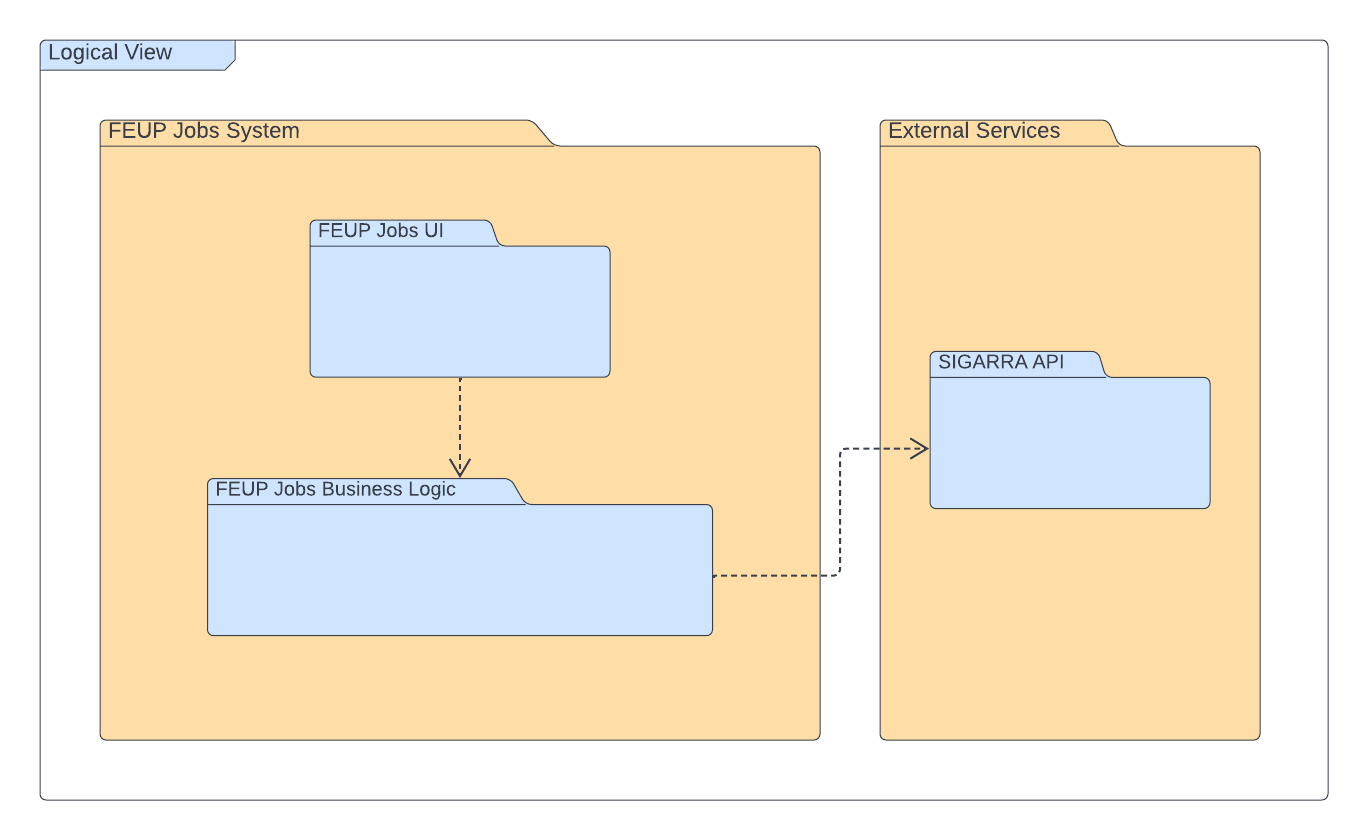 Logical View
FEUP Jobs System
External Services
FEUP Jobs UI
SIGARRA API
FEUP Jobs Business Logic